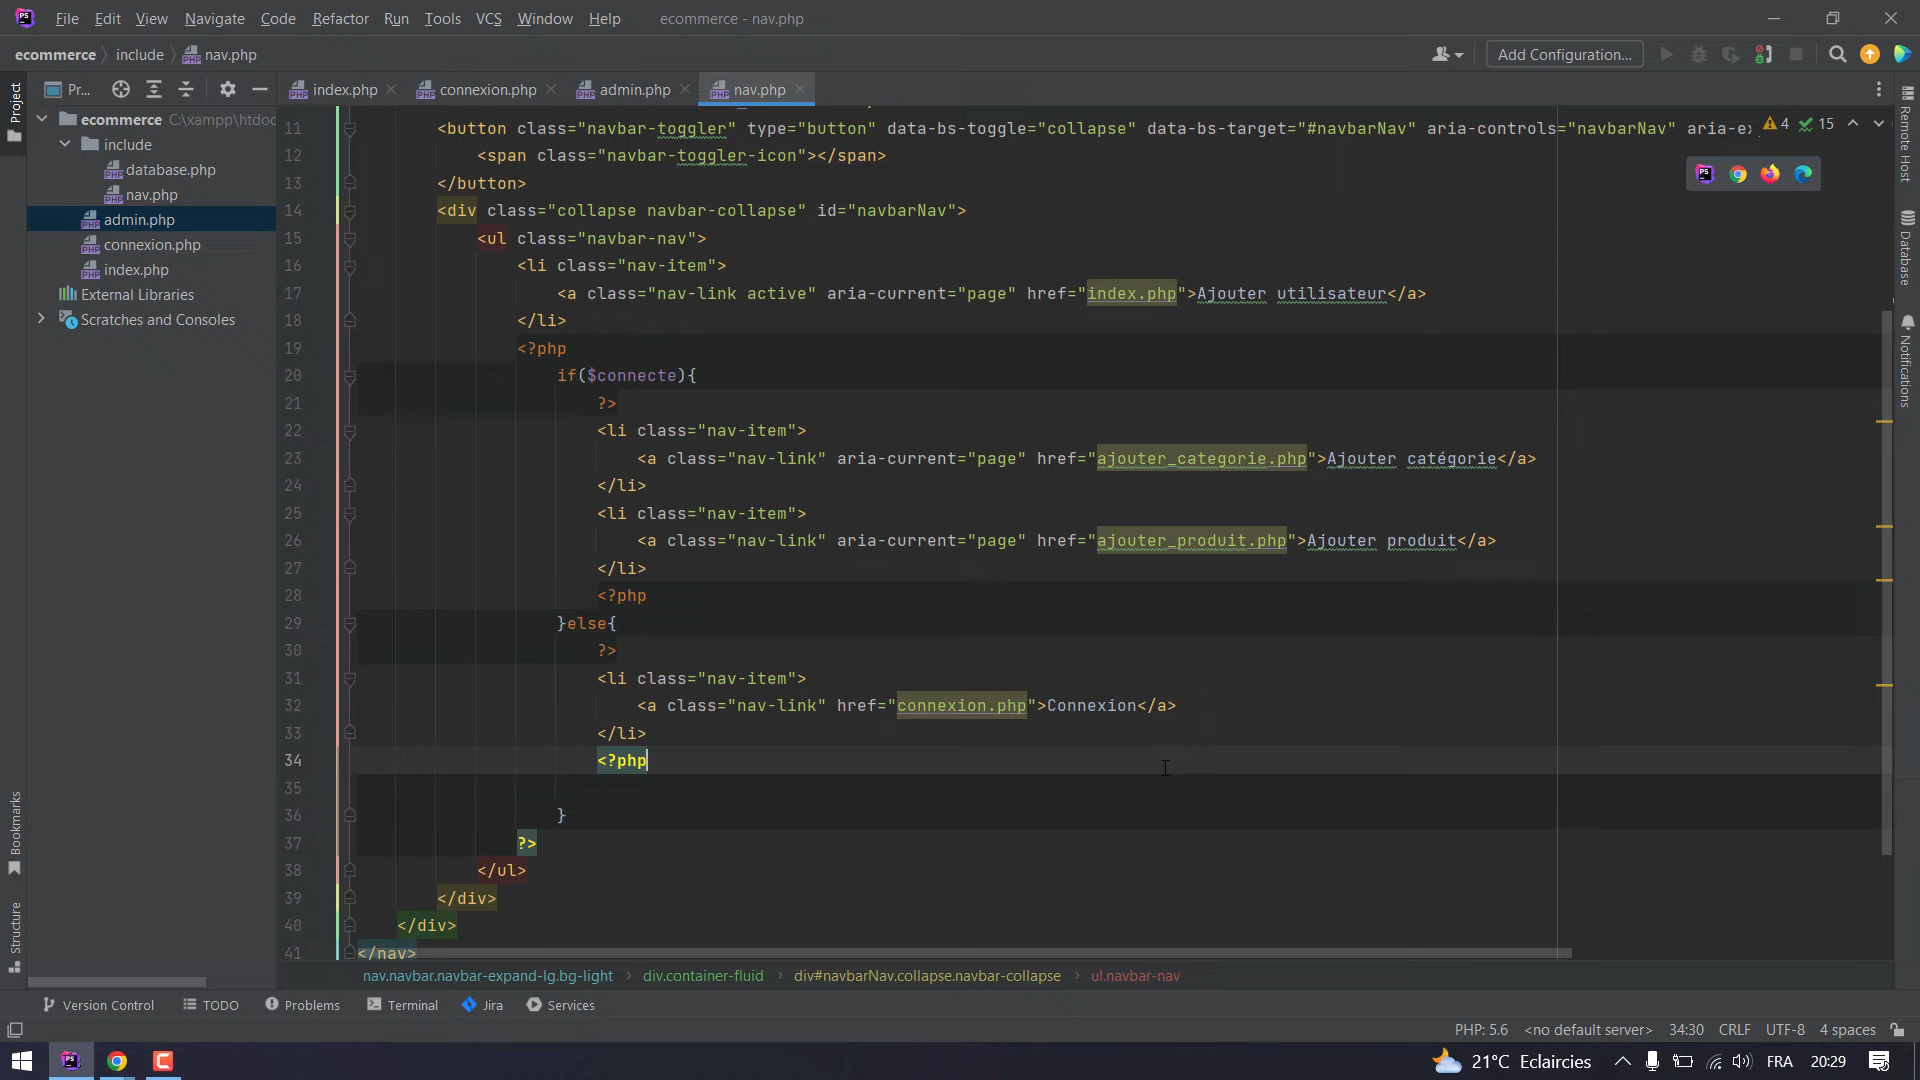 PS File Edit View Navigate Code Refactor Run Tools VCS Window Help ecommerce - nav.php
ecommerce include nav.php Add Configuration...
Project Pr... index.php connexion.php admin.php nav.php
ecommerce C:\xampp\htdoc
include
database.php
nav.php
admin.php
connexion.php
index.php
External Libraries
Scratches and Consoles
4 15
11 <button class="navbar-toggler" type="button" data-bs-toggle="collapse" data-bs-target="#navbarNav" aria-controls="navbarNav" aria-ex
12 <span class="navbar-toggler-icon"></span>
13 </button>
14 <div class="collapse navbar-collapse" id="navbarNav">
15 <ul class="navbar-nav">
16 <li class="nav-item">
17 <a class="nav-link active" aria-current="page" href="index.php">Ajouter utilisateur</a>
18 </li>
19 <?php
20 if($connecte){
21 ?>
22 <li class="nav-item">
23 <a class="nav-link" aria-current="page" href="ajouter_categorie.php">Ajouter catégorie</a>
24 </li>
25 <li class="nav-item">
26 <a class="nav-link" aria-current="page" href="ajouter_produit.php">Ajouter produit</a>
27 </li>
28 <?php
29 }else{
30 ?>
31 <li class="nav-item">
32 <a class="nav-link" href="connexion.php">Connexion</a>
33 </li>
34 <?php
35
36 }
37 ?>
38 </ul>
39 </div>
40 </div>
41 </nav>
Remote Host
Database
Notifications
Bookmarks
Structure
nav.navbar.navbar-expand-lg.bg-light div.container-fluid div#navbarNav.collapse.navbar-collapse ul.navbar-nav
Version Control TODO Problems Terminal Jira Services
PHP: 5.6 <no default server> 34:30 CRLF UTF-8 4 spaces
21°C Eclaircies FRA 20:29